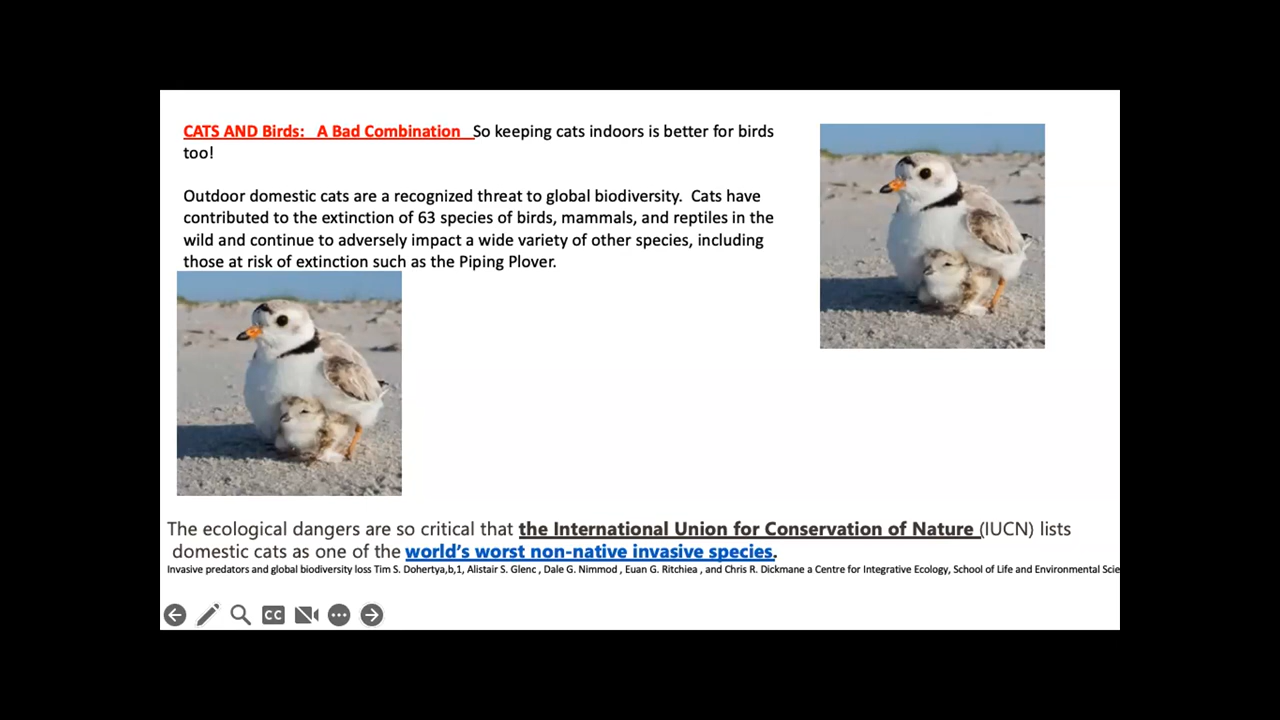 CATS AND Birds:   A Bad Combination   So keeping cats indoors is better for birds
too!
Outdoor domestic cats are a recognized threat to global biodiversity.  Cats have
contributed to the extinction of 63 species of birds, mammals, and reptiles in the
wild and continue to adversely impact a wide variety of other species, including
those at risk of extinction such as the Piping Plover.
The ecological dangers are so critical that the International Union for Conservation of Nature (IUCN) lists
domestic cats as one of the world’s worst non-native invasive species.
Invasive predators and global biodiversity loss Tim S. Dohertya,b,1, Alistair S. Glenc , Dale G. Nimmod , Euan G. Ritchiea , and Chris R. Dickmane a Centre for Integrative Ecology, School of Life and Environmental Scie
CC